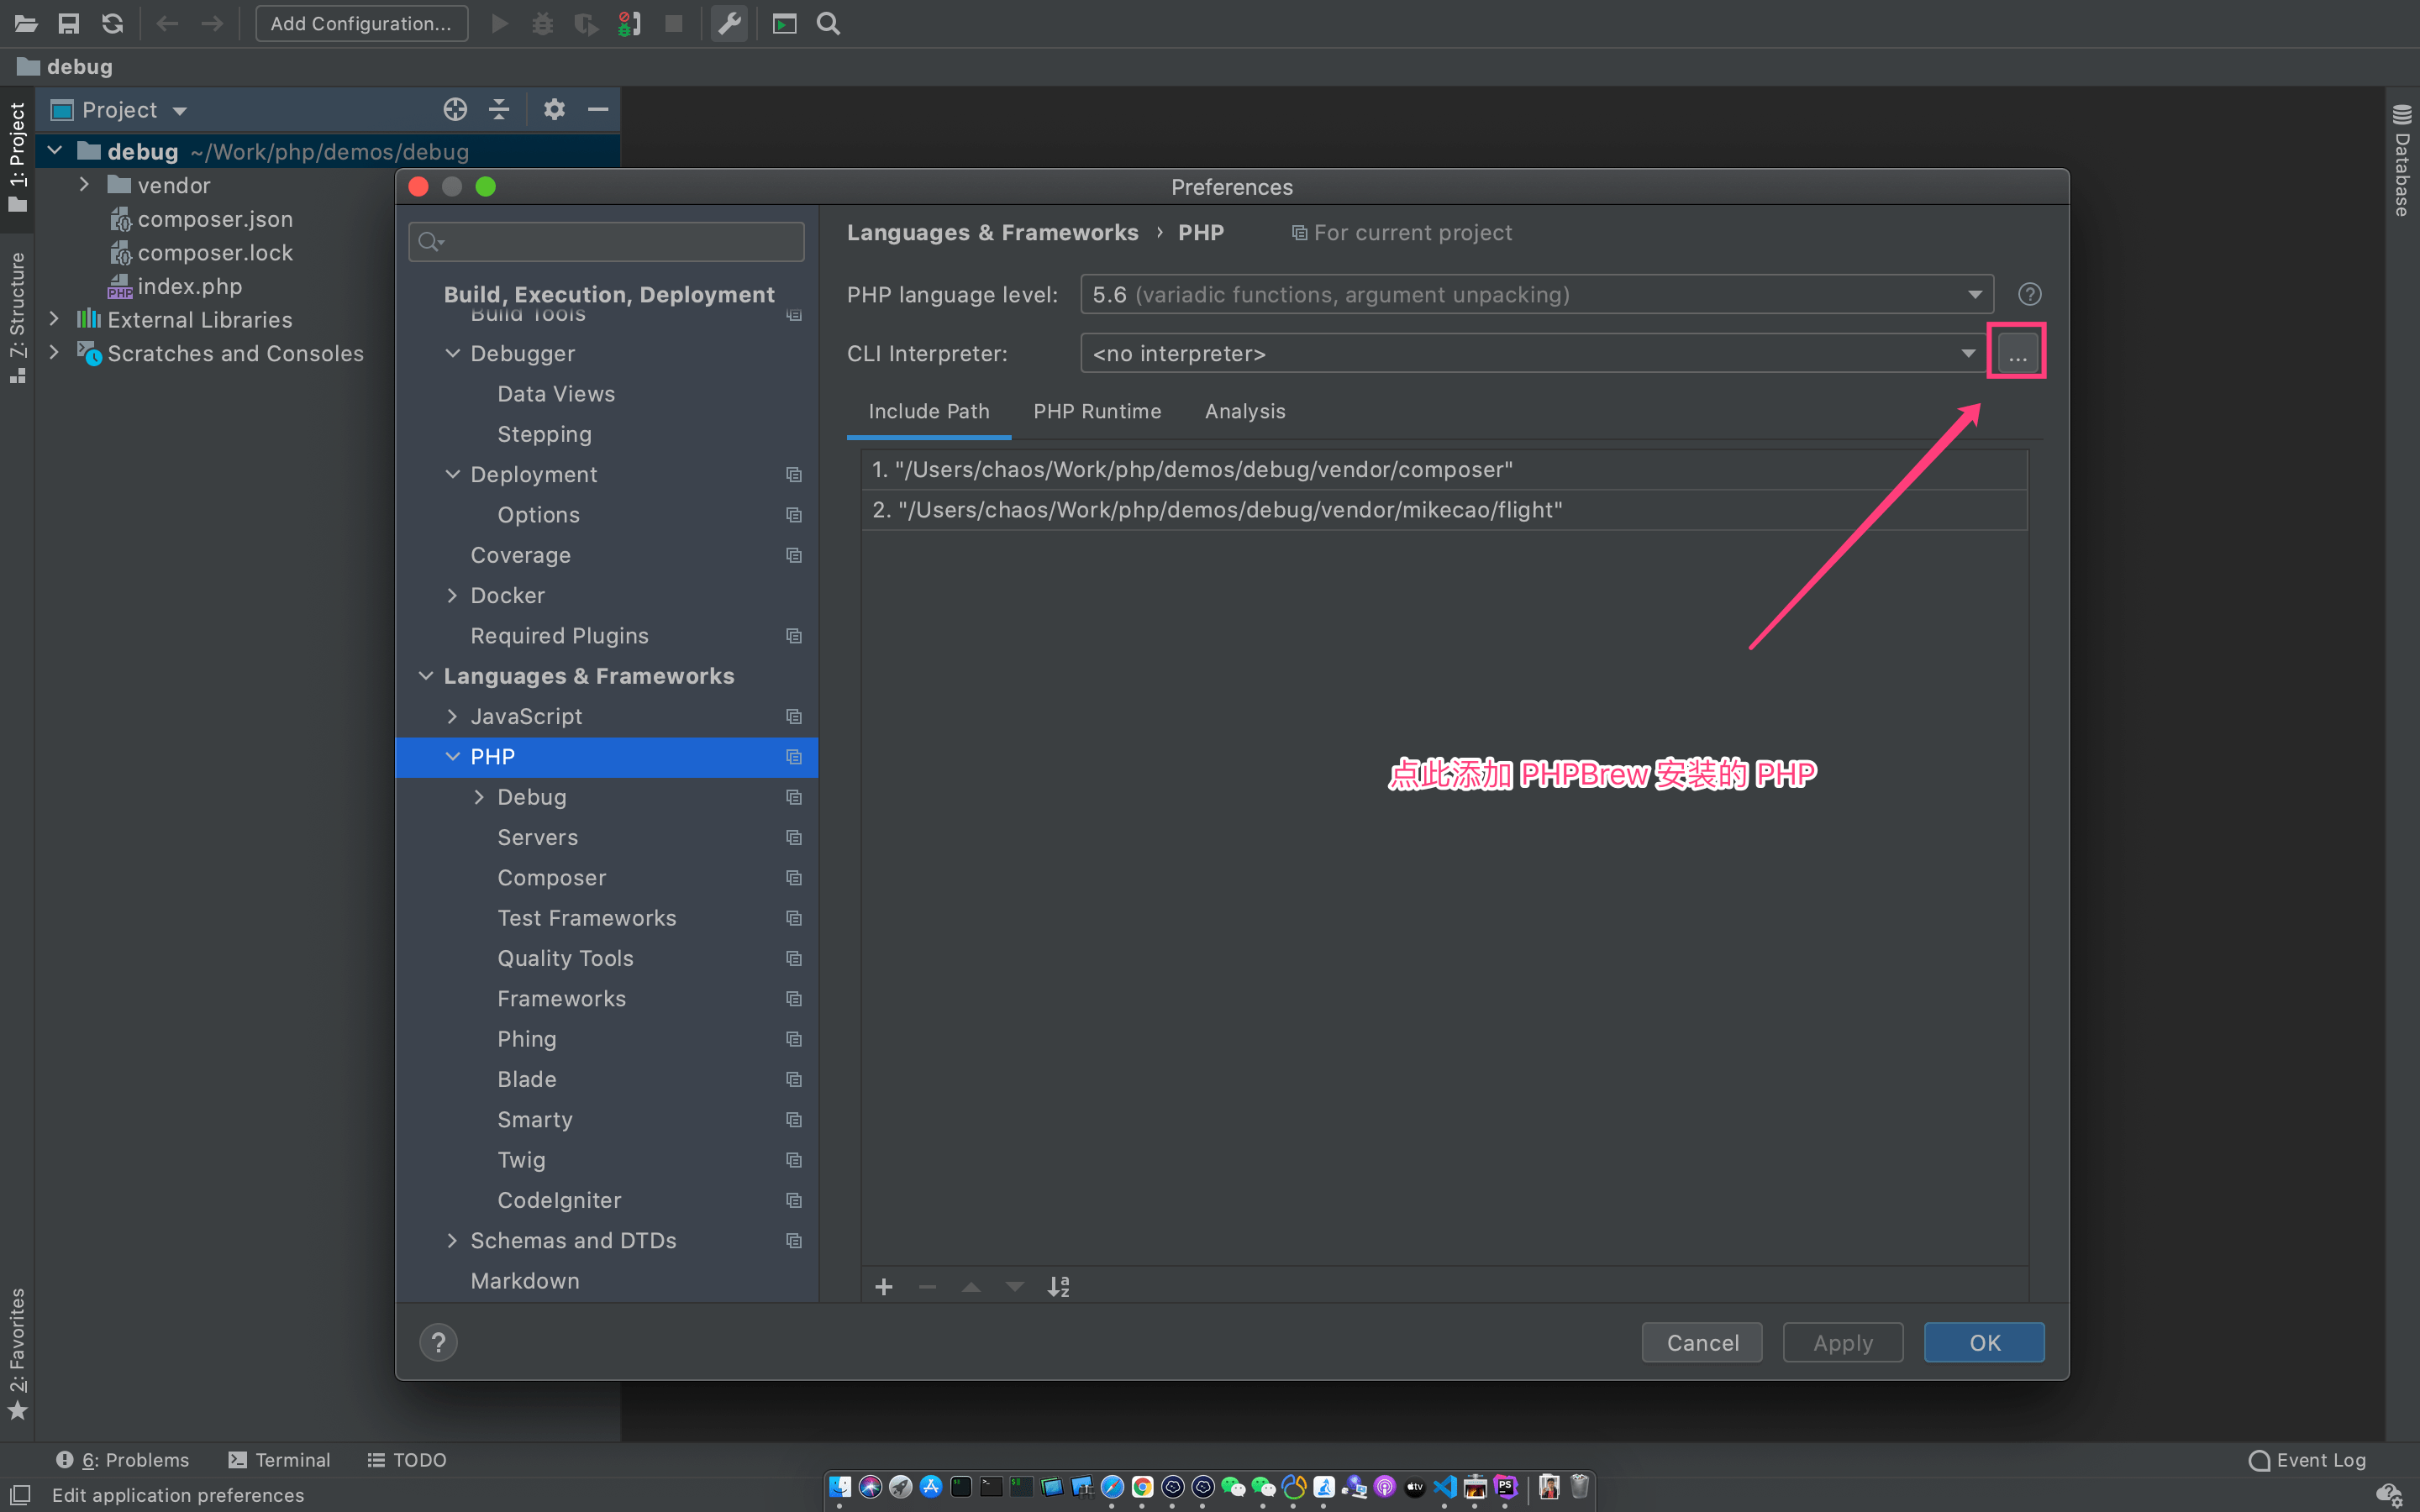 Add Configuration...
debug
Project
debug ~/Work/php/demos/debug
vendor
composer.json
composer.lock
index.php
External Libraries
Scratches and Consoles
1: Project
7: Structure
2: Favorites
Database
Preferences
Build, Execution, Deployment
Build Tools
Debugger
Data Views
Stepping
Deployment
Options
Coverage
Docker
Required Plugins
Languages & Frameworks
JavaScript
PHP
Debug
Servers
Composer
Test Frameworks
Quality Tools
Frameworks
Phing
Blade
Smarty
Twig
CodeIgniter
Schemas and DTDs
Markdown
Languages & Frameworks › PHP For current project
PHP language level: 5.6 (variadic functions, argument unpacking)
CLI Interpreter: <no interpreter> ...
Include Path PHP Runtime Analysis
1. "/Users/chaos/Work/php/demos/debug/vendor/composer"
2. "/Users/chaos/Work/php/demos/debug/vendor/mikecao/flight"
点此添加 PHPBrew 安装的 PHP
Cancel Apply OK
6: Problems Terminal TODO
Event Log
Edit application preferences